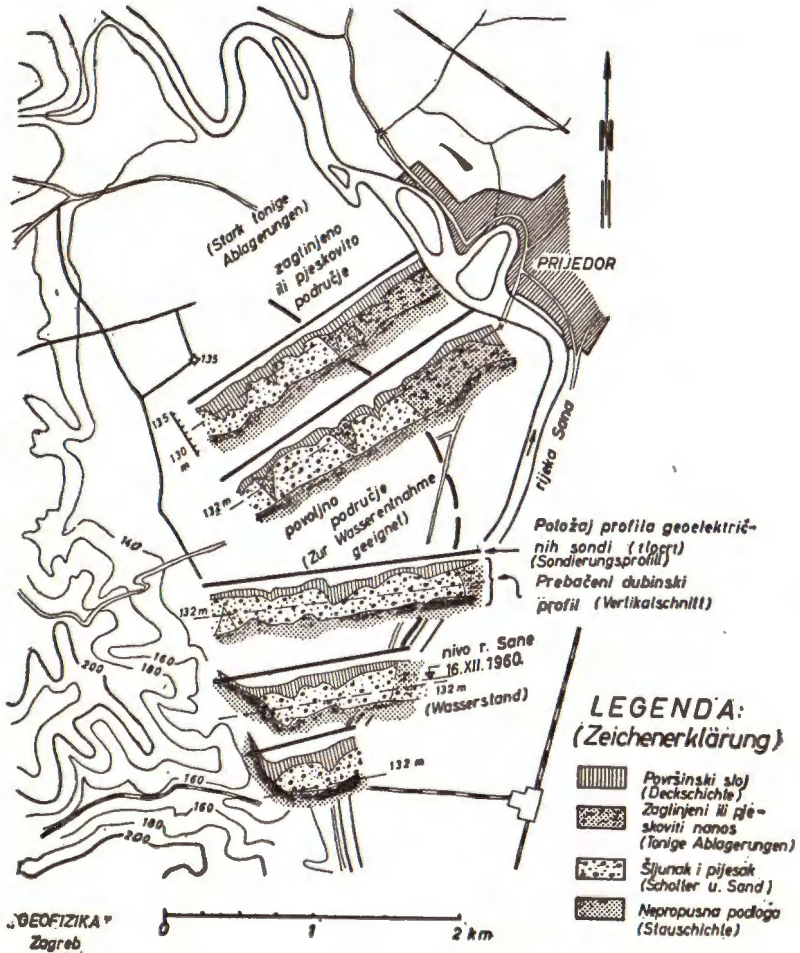 (Stark tonige
Ablagerungen)
zaglinjeno
ili pjeskovito
područje
PRIJEDOR
135
135
130
m
132 m
povoljno
područje
(Zur Wasserentnahme
geeignet)
rijeka Sana
N
Položaj profila geoelektrič-
nih sondi (tlocrt)
(Sondierungsprofil)
Prebačeni dubinski
profil (Vertikalschnitt)
140
132 m
160
180
200
nivo r. Sane
16.XII.1960.
132 m
(Wasserstand)
132 m
160
160
180
200
LEGENDA:
(Zeichenerklärung)
Površinski sloj
(Deckschichte)
Zaglinjeni ili pje-
skoviti nanos
(Tonige Ablagerungen)
Šljunak i pijesak
(Schotter u. Sand)
Nepropusna podloga
(Stauschichte)
„GEOFIZIKA"
Zagreb
0 1 2 km